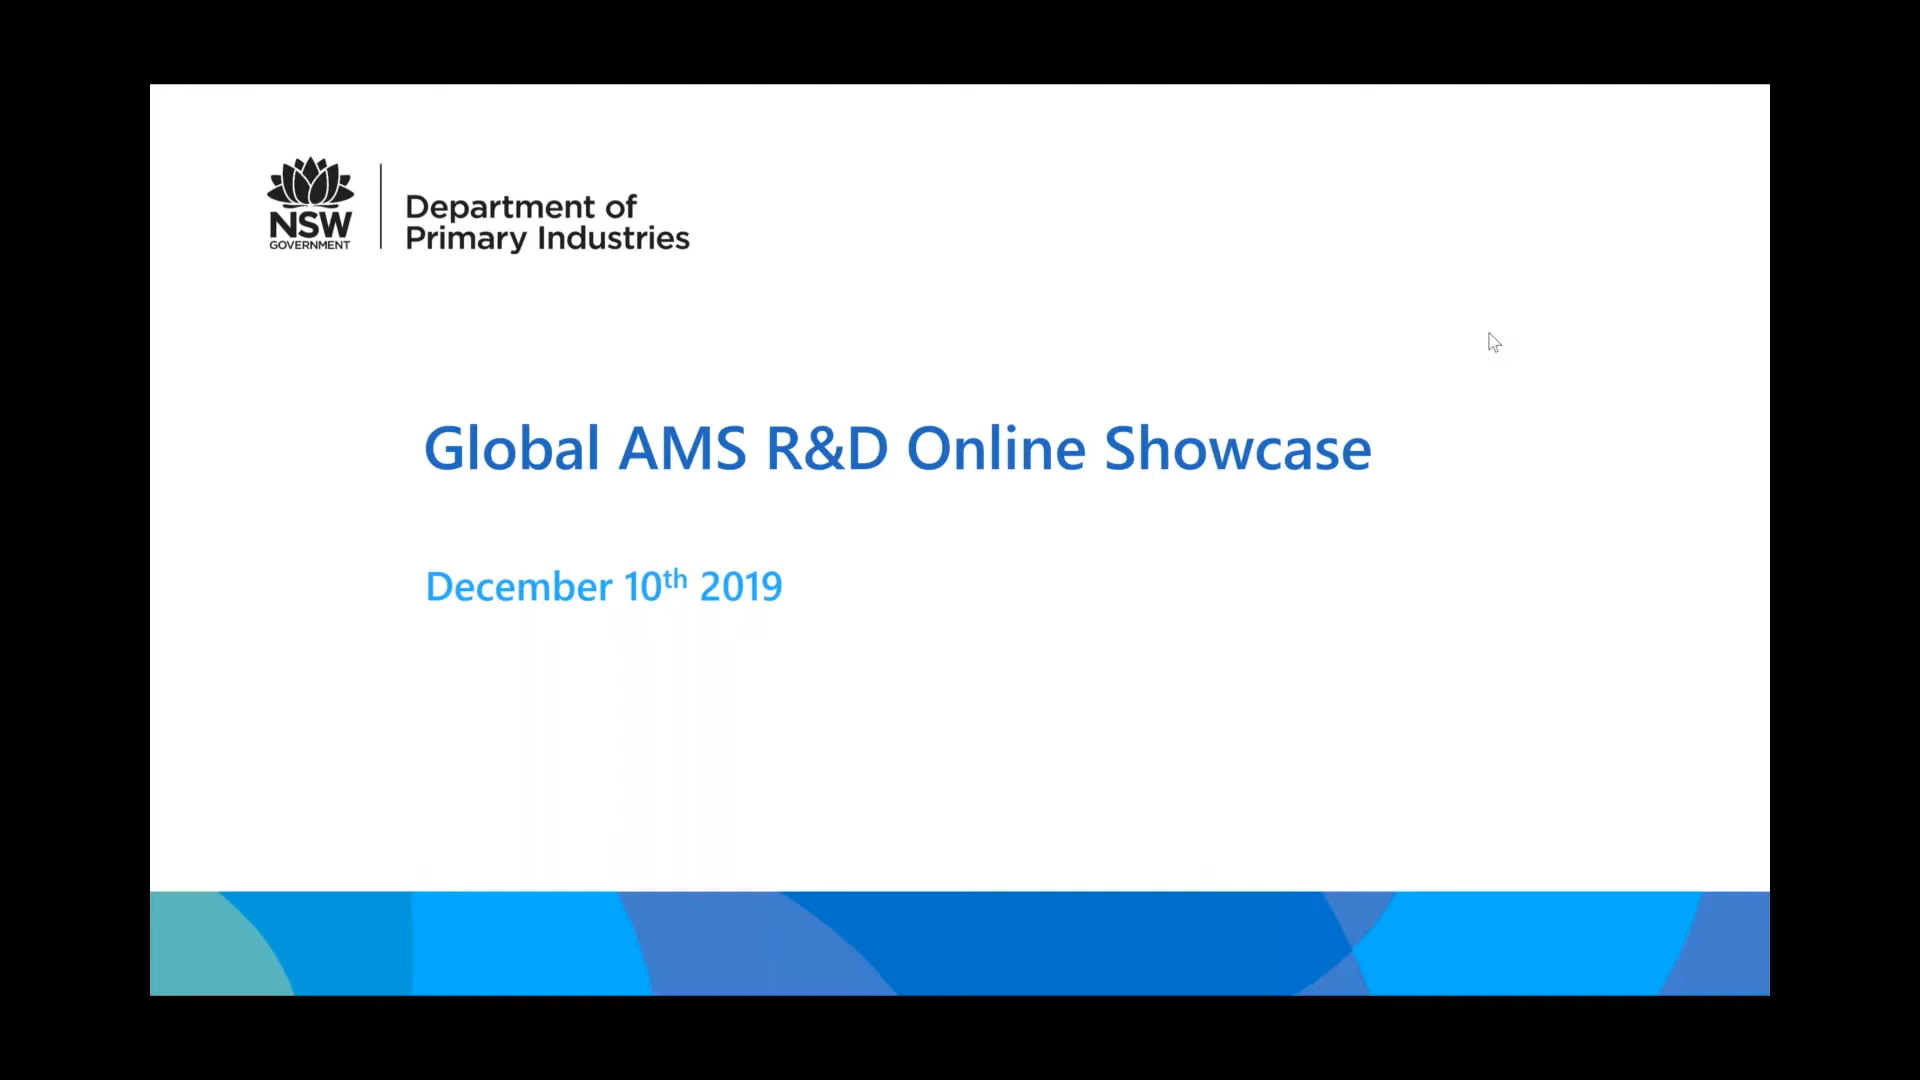 NSW
GOVERNMENT
Department of
Primary Industries
Global AMS R&D Online Showcase
December 10th 2019